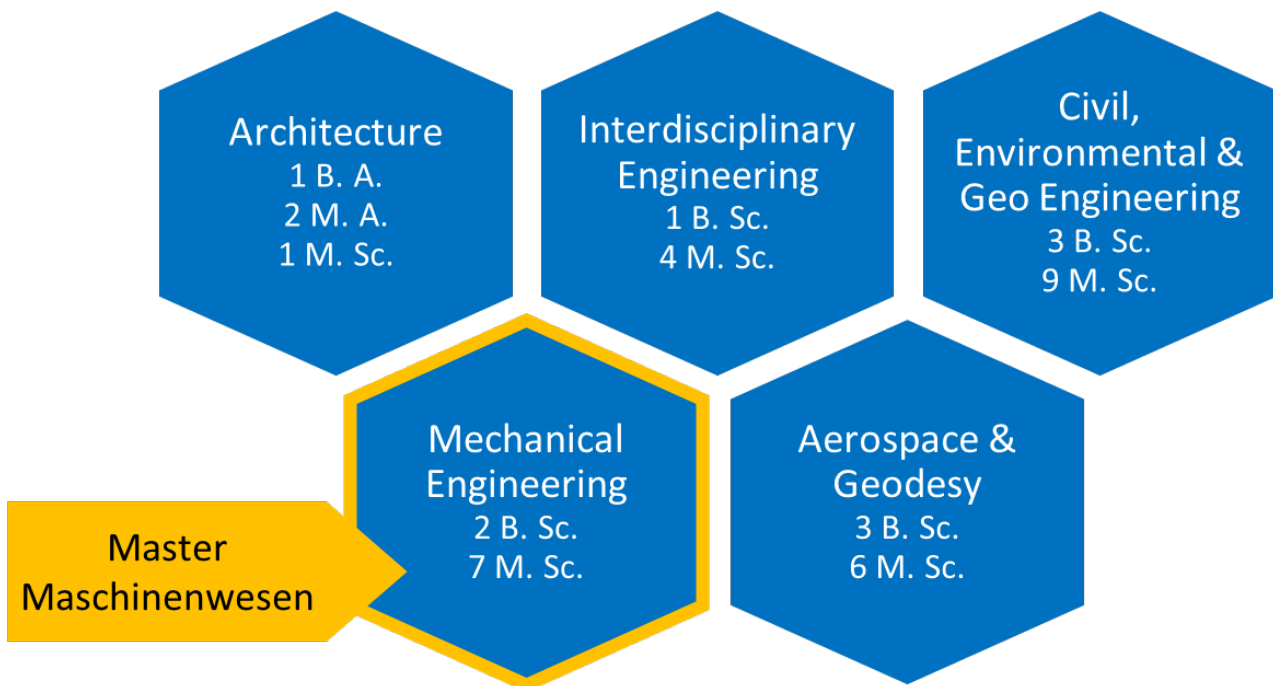 Architecture
1 B. A.
2 M. A.
1 M. Sc.
Interdisciplinary
Engineering
1 B. Sc.
4 M. Sc.
Civil,
Environmental &
Geo Engineering
3 B. Sc.
9 M. Sc.
Master
Maschinenwesen
Mechanical
Engineering
2 B. Sc.
7 M. Sc.
Aerospace &
Geodesy
3 B. Sc.
6 M. Sc.